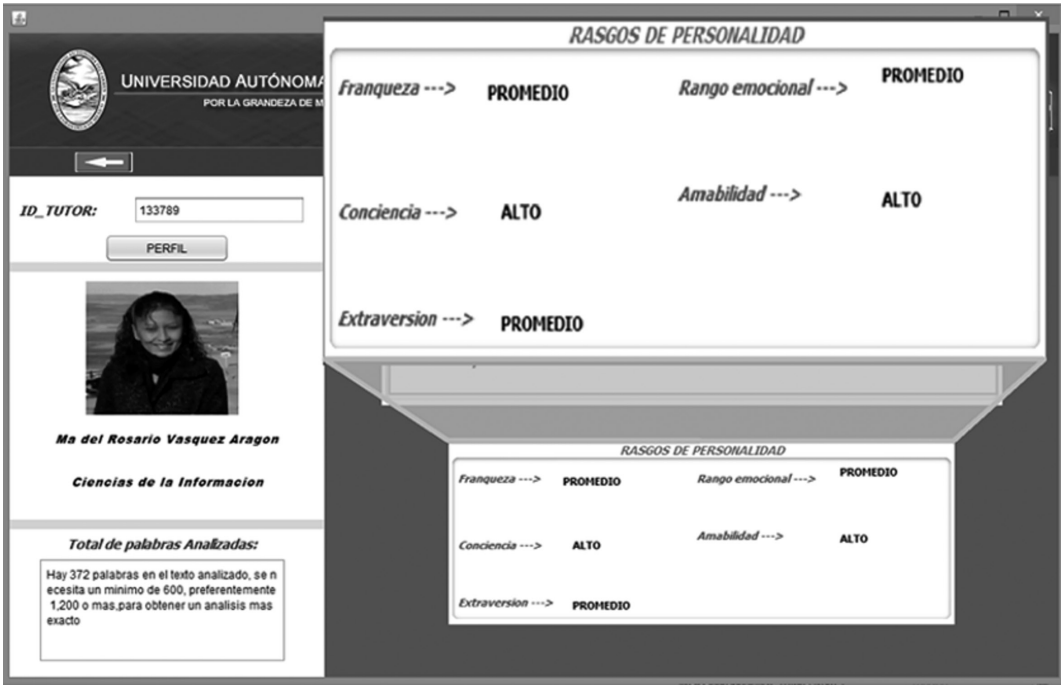 UNIVERSIDAD AUTÓNOMA
POR LA GRANDEZA DE M
ID_TUTOR: 133789
PERFIL
Ma del Rosario Vasquez Aragon
Ciencias de la Informacion
Total de palabras Analizadas:
Hay 372 palabras en el texto analizado, se n
ecesita un minimo de 600, preferentemente
1,200 o mas,para obtener un analisis mas
exacto
RASGOS DE PERSONALIDAD
Franqueza ---> PROMEDIO Rango emocional ---> PROMEDIO
Conciencia ---> ALTO Amabilidad ---> ALTO
Extraversion ---> PROMEDIO
RASGOS DE PERSONALIDAD
Franqueza ---> PROMEDIO Rango emocional ---> PROMEDIO
Conciencia ---> ALTO Amabilidad ---> ALTO
Extraversion ---> PROMEDIO